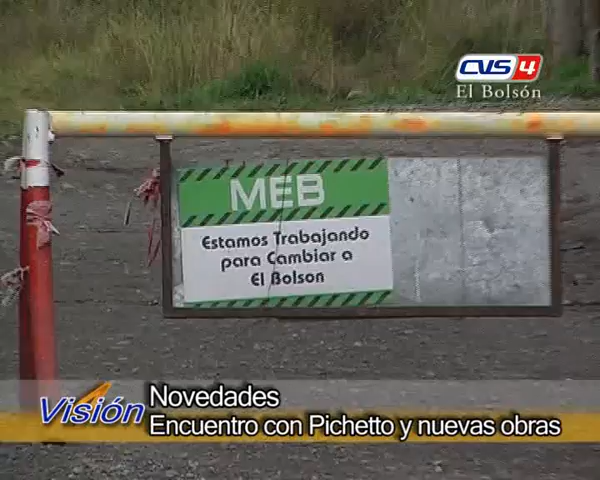 CVS 4
El Bolsón
MEB
Estamos Trabajando
para Cambiar a
El Bolson
Visión
Novedades
Encuentro con Pichetto y nuevas obras